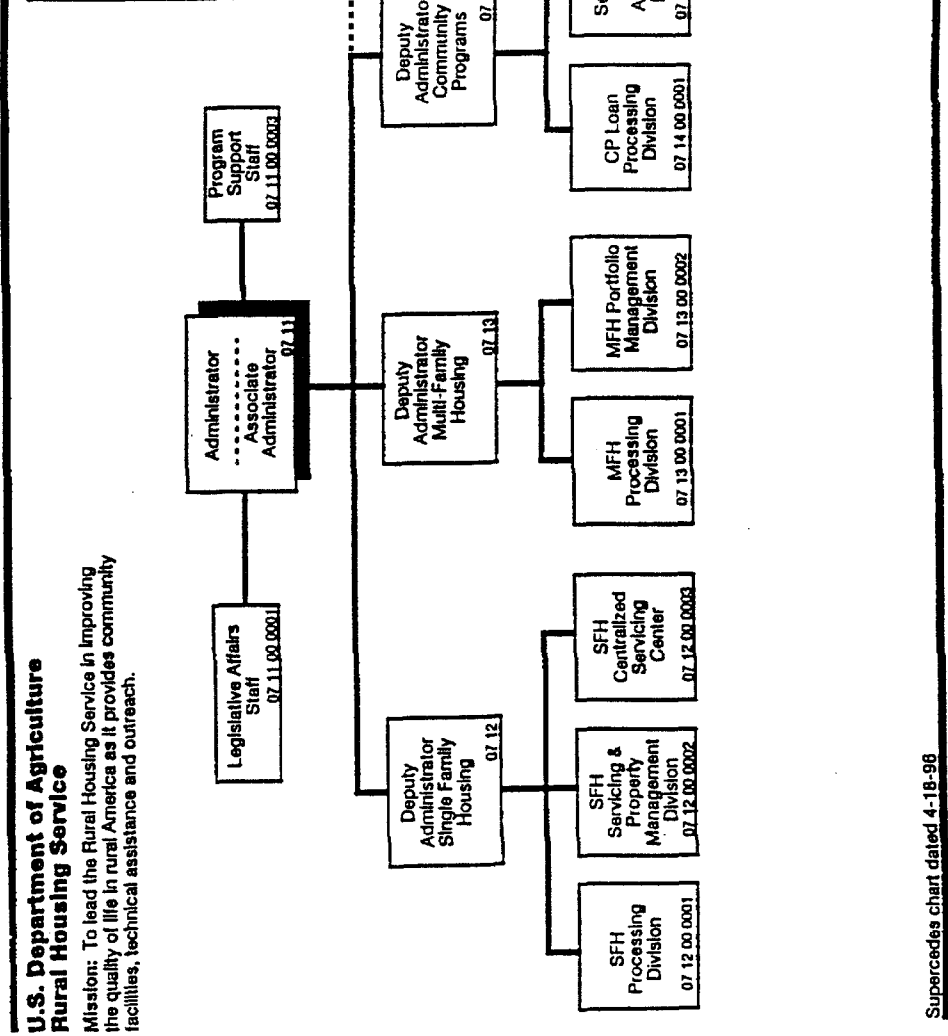 U.S. Department of Agriculture
Rural Housing Service
Mission: To lead the Rural Housing Service in improving
the quality of life in rural America as it provides community
facilities, technical assistance and outreach.
Legislative Affairs
Staff
07 11 00 0001
Administrator
Associate
Administrator
07 11
Program
Support
Staff
07 11 00 0003
Deputy
Administrator
Single Family
Housing
07 12
Deputy
Administrator
Multi-Family
Housing
07 13
Deputy
Administrato
Community
Programs
07
SFH
Processing
Division
07 12 00 0001
SFH
Servicing &
Property
Management
Division
07 12 00 0002
SFH
Centralized
Servicing
Center
07 12 00 0003
MFH
Processing
Division
07 13 00 0001
MFH Portfolio
Management
Division
07 13 00 0002
CP Loan
Processing
Division
07 14 00 0001
Se
A
07
Supercedes chart dated 4-18-96